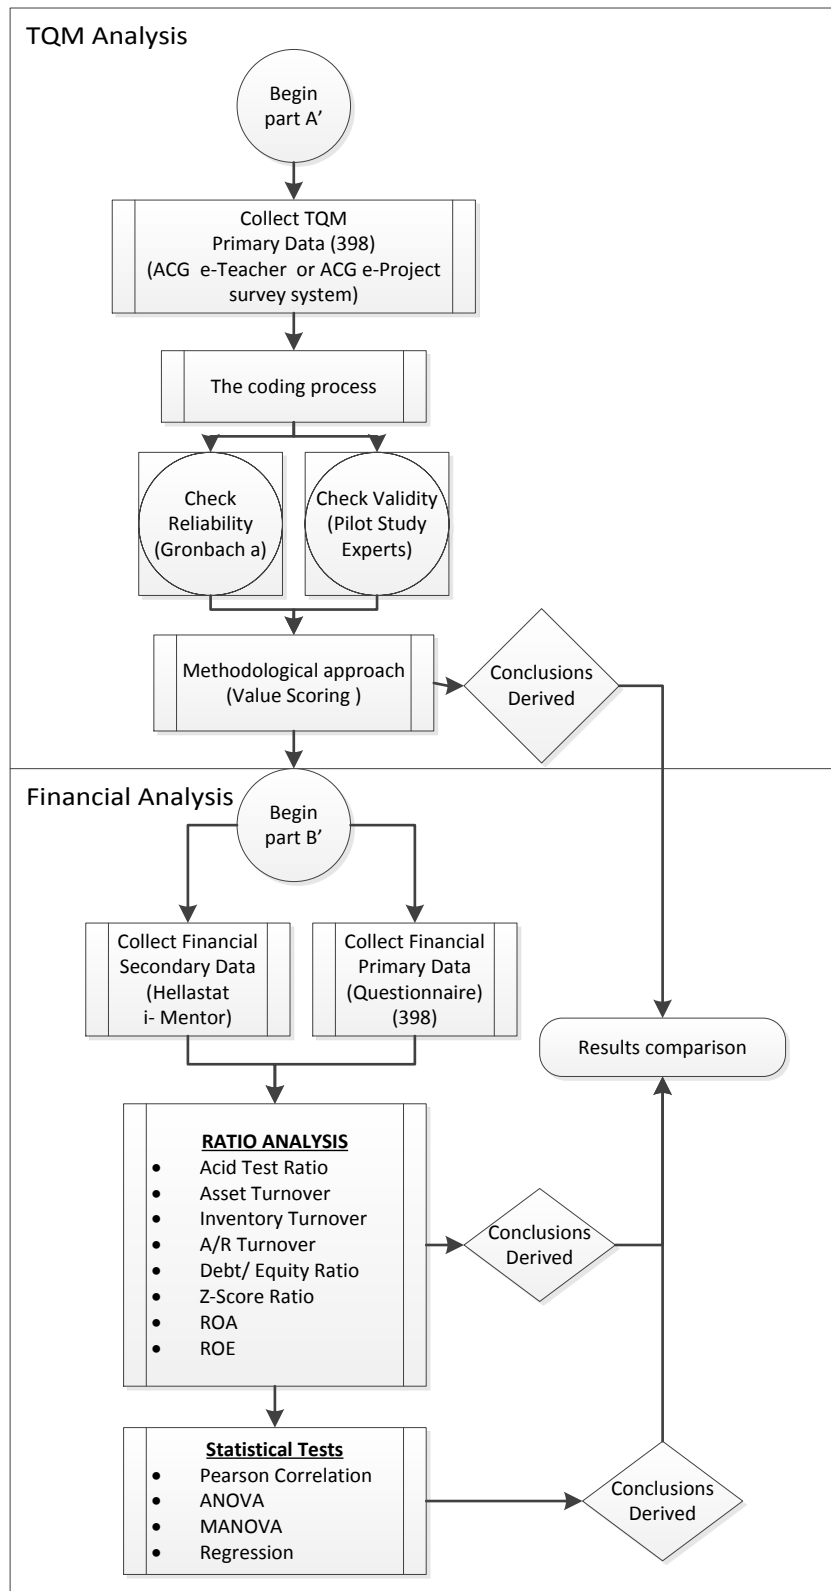 TQM Analysis
Begin
part A’
Collect TQM
Primary Data (398)
(ACG e-Teacher or ACG e-Project
survey system)
The coding process
Check
Reliability
(Gronbach a)
Check Validity
(Pilot Study
Experts)
Methodological approach
(Value Scoring )
Conclusions
Derived
Financial Analysis
Begin
part B’
Collect Financial
Secondary Data
(Hellastat
i- Mentor)
Collect Financial
Primary Data
(Questionnaire)
(398)
Results comparison
RATIO ANALYSIS
• Acid Test Ratio
• Asset Turnover
• Inventory Turnover
• A/R Turnover
• Debt/ Equity Ratio
• Z-Score Ratio
• ROA
• ROE
Conclusions
Derived
Statistical Tests
• Pearson Correlation
• ANOVA
• MANOVA
• Regression
Conclusions
Derived